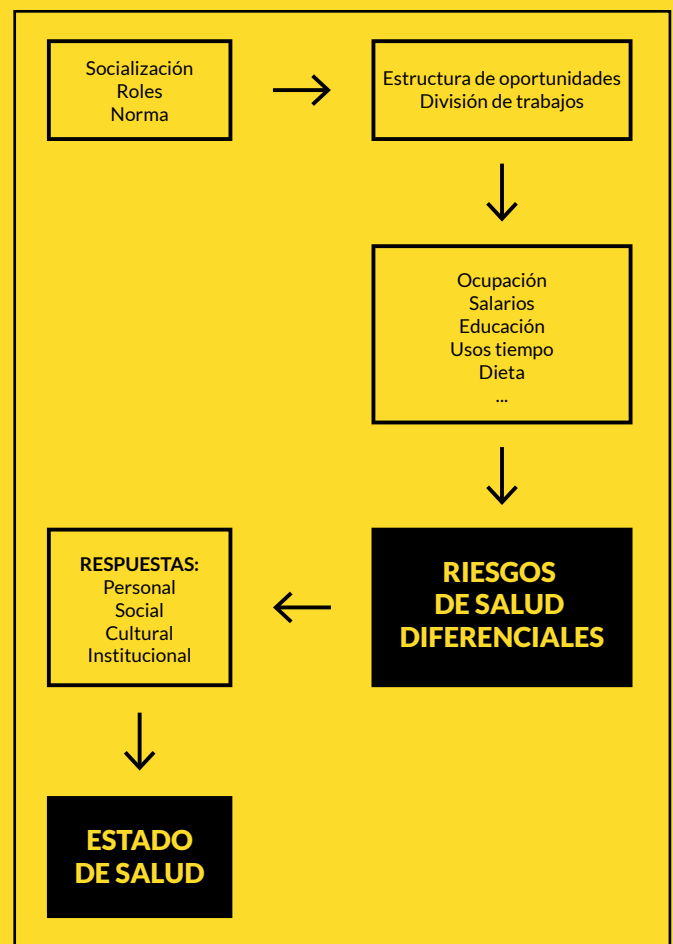 Socialización
Roles
Norma
Estructura de oportunidades
División de trabajos
Ocupación
Salarios
Educación
Usos tiempo
Dieta
...
RIESGOS
DE SALUD
DIFERENCIALES
RESPUESTAS:
Personal
Social
Cultural
Institucional
ESTADO
DE SALUD